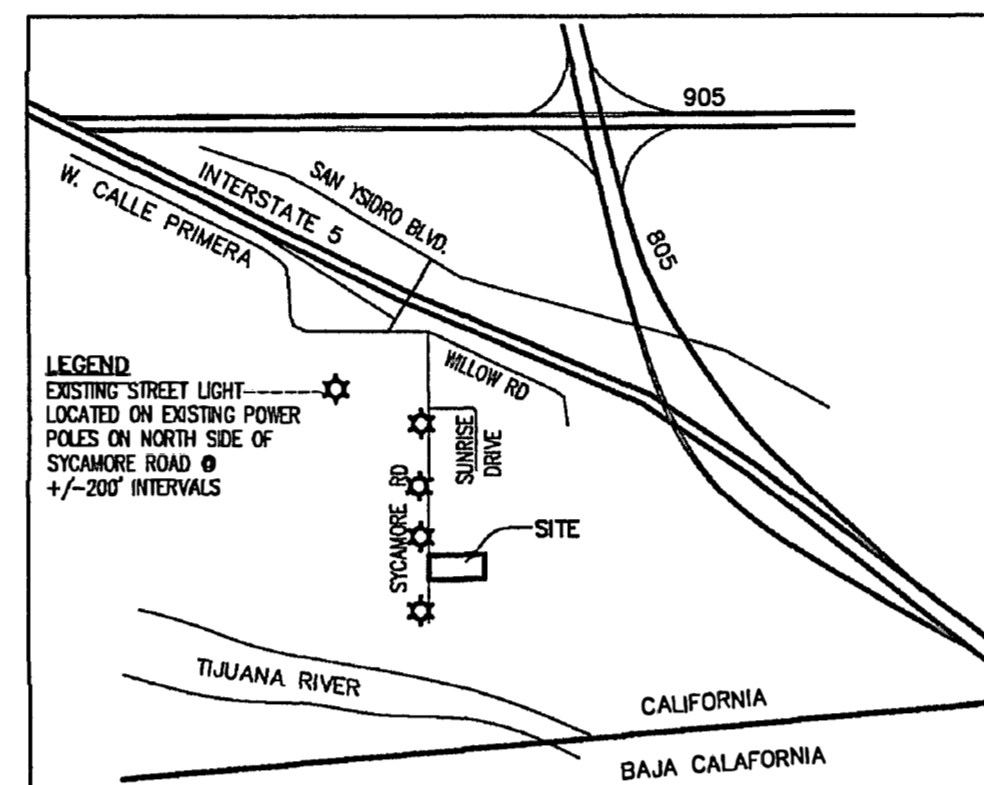 905
SAN YSIDRO BLVD.
INTERSTATE 5
W. CALLE PRIMERA
805
LEGEND
EXISTING STREET LIGHT
LOCATED ON EXISTING POWER
POLES ON NORTH SIDE OF
SYCAMORE ROAD @
+/-200' INTERVALS
WILLOW RD
SUNRISE
DRIVE
SYCAMORE RD
SITE
TIJUANA RIVER
CALIFORNIA
BAJA CALAFORNIA